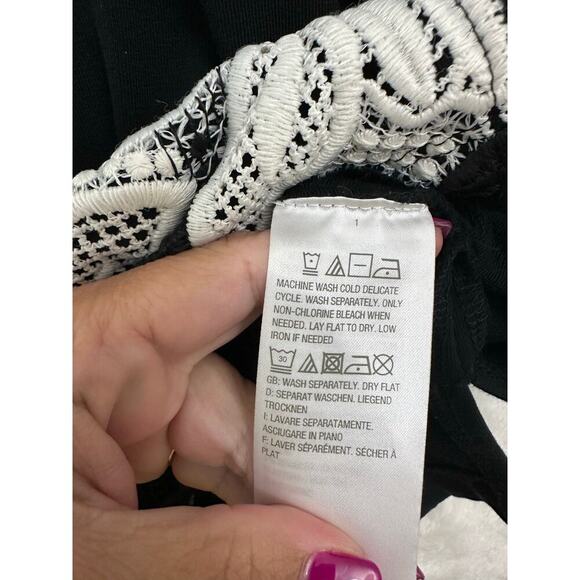 1
MACHINE WASH COLD DELICATE
CYCLE. WASH SEPARATELY. ONLY
NON-CHLORINE BLEACH WHEN
NEEDED. LAY FLAT TO DRY. LOW
IRON IF NEEDED
30
GB: WASH SEPARATELY. DRY FLAT
D: SEPARAT WASCHEN. LIEGEND
TROCKNEN
I: LAVARE SEPARATAMENTE.
ASCIUGARE IN PIANO
F: LAVER SÉPARÉMENT. SÉCHER À
PLAT